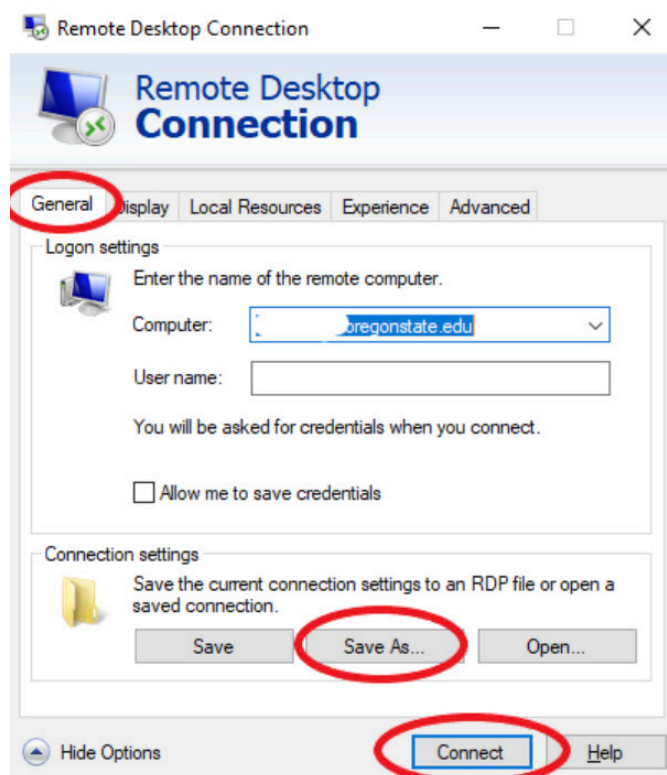 Remote Desktop Connection
Remote Desktop
Connection
General Display Local Resources Experience Advanced
Logon settings
Enter the name of the remote computer.
Computer: oregonstate.edu
User name:
You will be asked for credentials when you connect.
Allow me to save credentials
Connection settings
Save the current connection settings to an RDP file or open a
saved connection.
Save Save As... Open...
Hide Options Connect Help